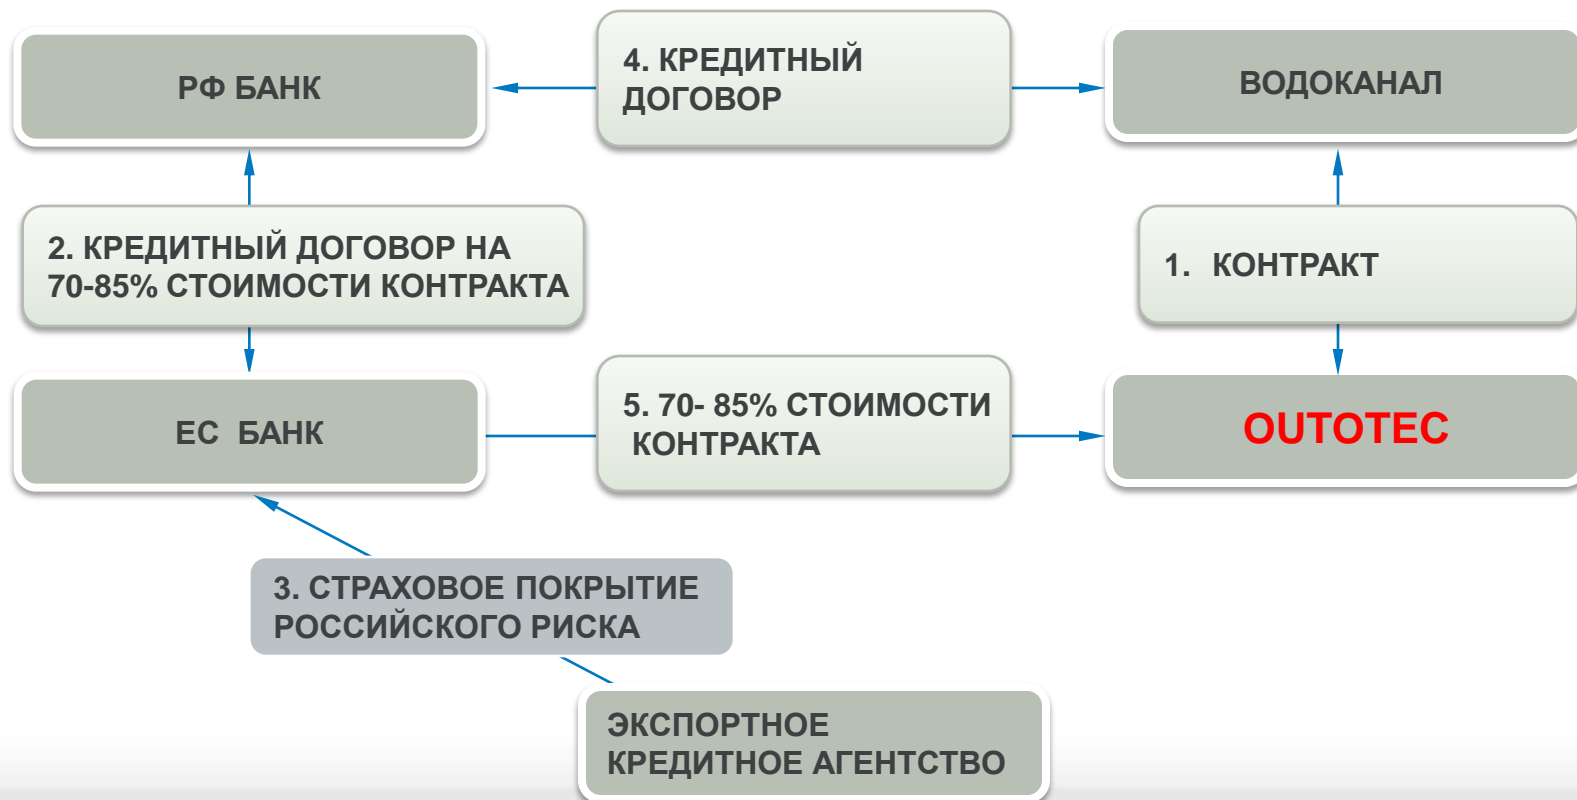 РФ БАНК
4. КРЕДИТНЫЙ
ДОГОВОР
ВОДОКАНАЛ
2. КРЕДИТНЫЙ ДОГОВОР НА
70-85% СТОИМОСТИ КОНТРАКТА
1. КОНТРАКТ
ЕС БАНК
5. 70- 85% СТОИМОСТИ
КОНТРАКТА
OUTOTEC
3. СТРАХОВОЕ ПОКРЫТИЕ
РОССИЙСКОГО РИСКА
ЭКСПОРТНОЕ
КРЕДИТНОЕ АГЕНТСТВО